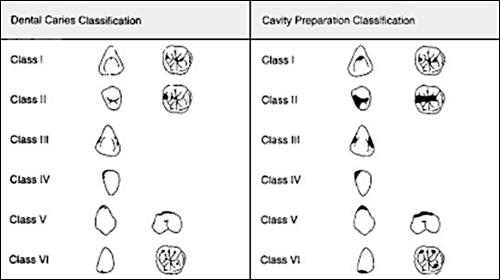 Dental Caries Classification
Cavity Preparation Classification
Class I
Class I
Class II
Class II
Class III
Class III
Class IV
Class IV
Class V
Class V
Class VI
Class VI